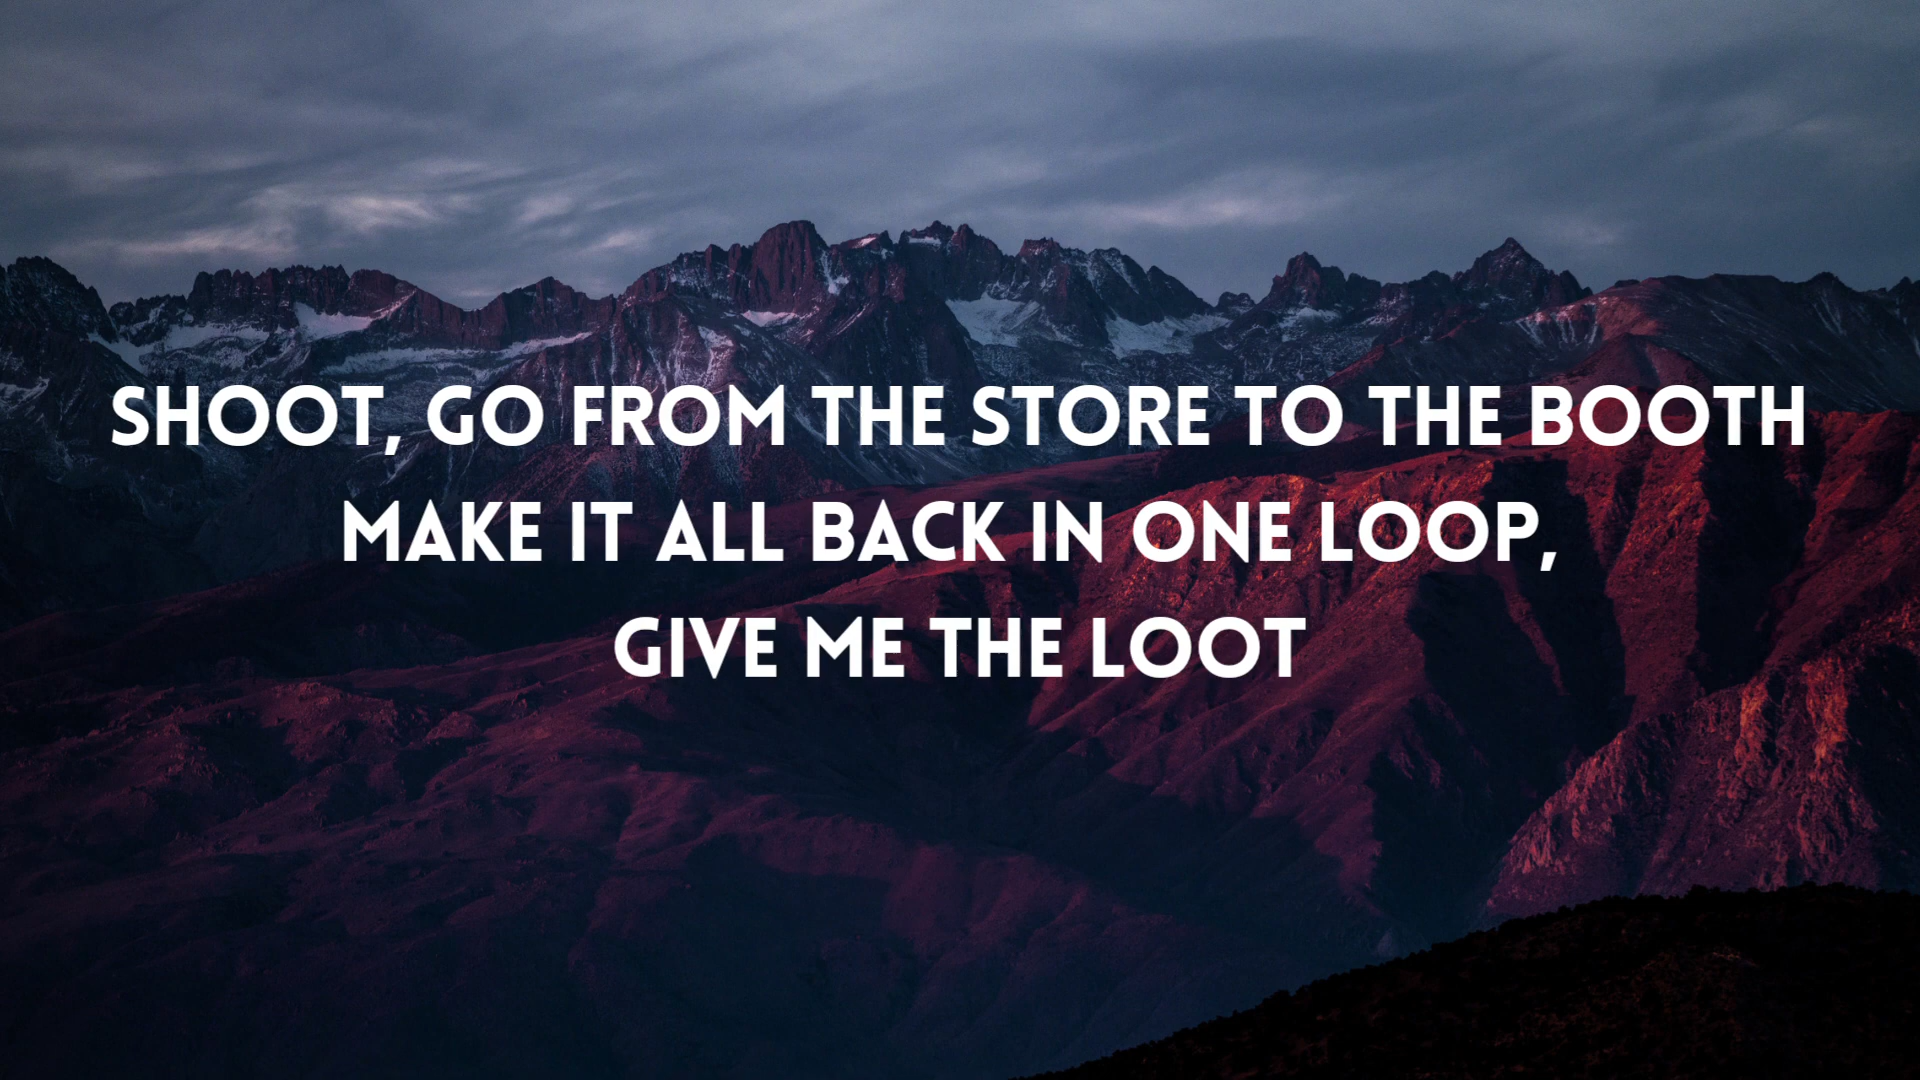 SHOOT, GO FROM THE STORE TO THE BOOTH
MAKE IT ALL BACK IN ONE LOOP,
GIVE ME THE LOOT